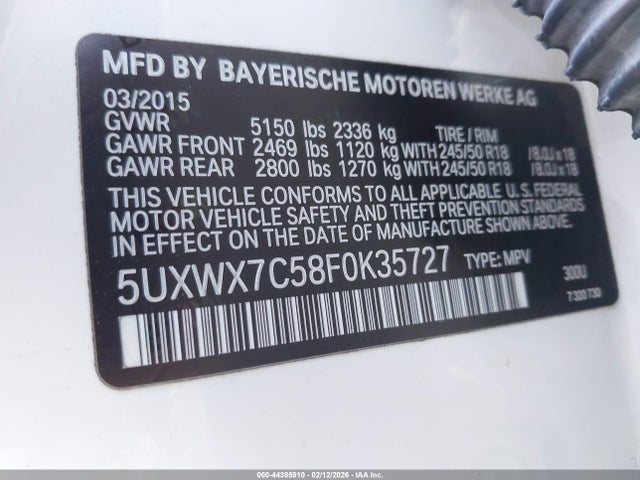 MFD BY BAYERISCHE MOTOREN WERKE AG
03/2015
GVWR 5150 lbs 2336 kg TIRE / RIM
GAWR FRONT 2469 lbs 1120 kg WITH 245/50 R18 /8.0J x 18
GAWR REAR 2800 lbs 1270 kg WITH 245/50 R18 /8.0J x 18
THIS VEHICLE CONFORMS TO ALL APPLICABLE U.S. FEDERAL
MOTOR VEHICLE SAFETY AND THEFT PREVENTION STANDARDS
IN EFFECT ON THE DATE OF MANUFACTURE SHOWN ABOVE.
5UXWX7C58F0K35727 TYPE: MPV 300U
7 320 730
000-44385910 - 02/12/2026 - IAA Inc.